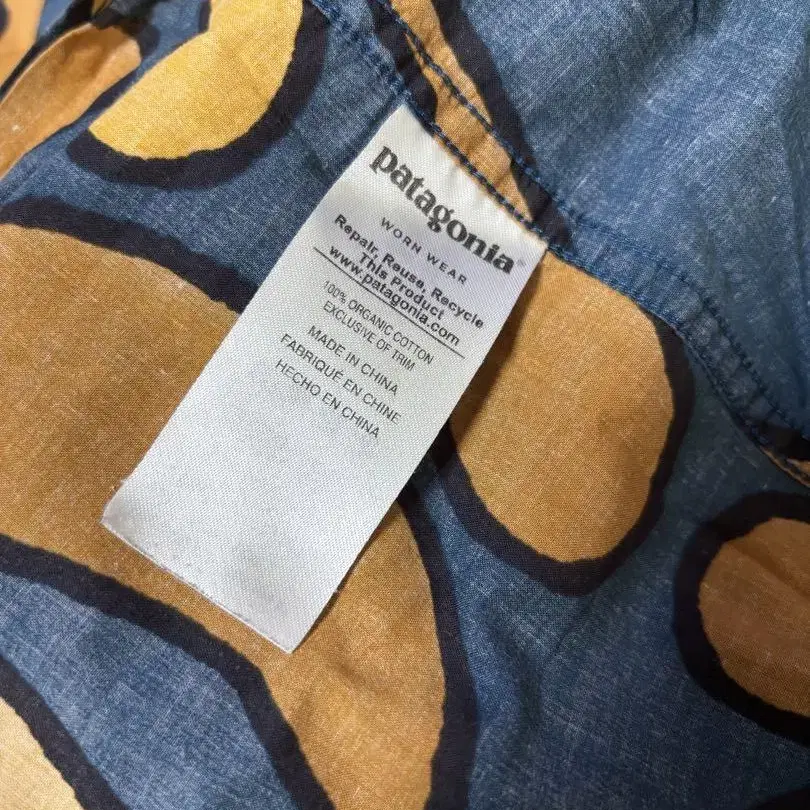 patagonia®
WORN WEAR
Repair, Reuse, Recycle
This Product
www.patagonia.com
100% ORGANIC COTTON
EXCLUSIVE OF TRIM
MADE IN CHINA
FABRIQUÉ EN CHINE
HECHO EN CHINA